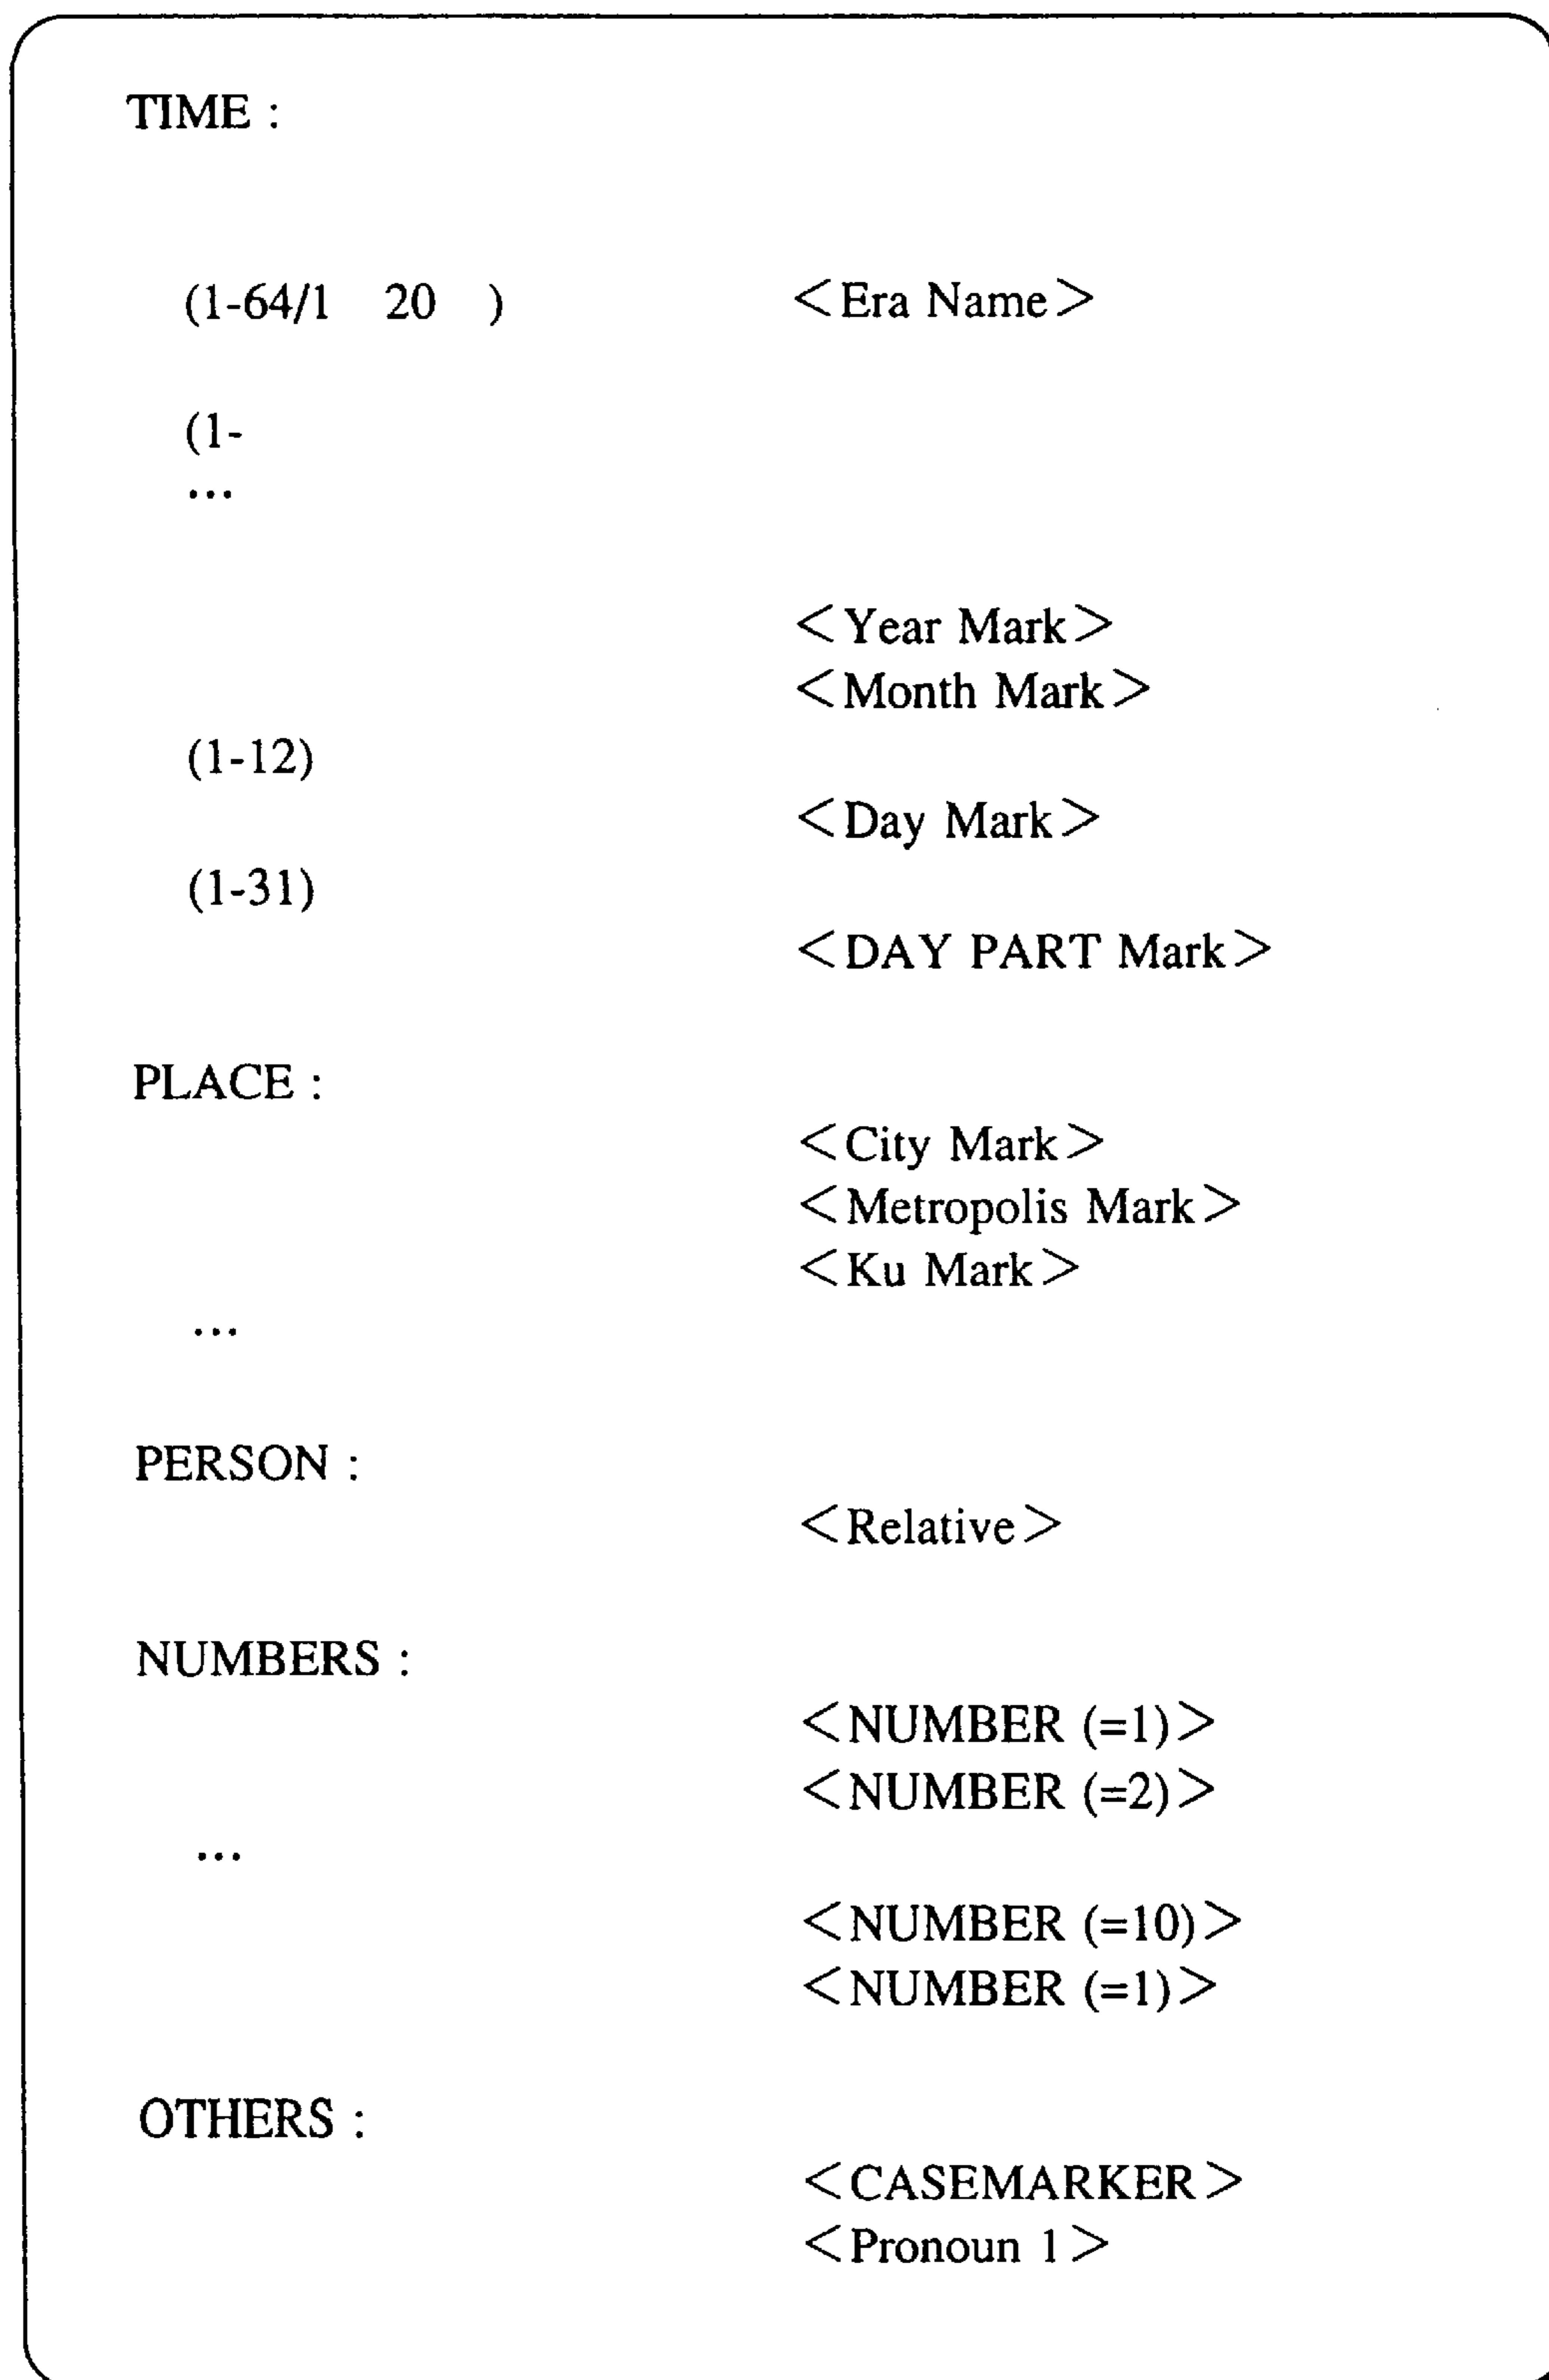 TIME :
(1-64/1 20 ) <Era Name>
(1-
...
<Year Mark>
<Month Mark>
(1-12)
<Day Mark>
(1-31)
<DAY PART Mark>
PLACE :
<City Mark>
<Metropolis Mark>
<Ku Mark>
...
PERSON :
<Relative>
NUMBERS :
<NUMBER (=1)>
<NUMBER (=2)>
...
<NUMBER (=10)>
<NUMBER (=1)>
OTHERS :
<CASEMARKER>
<Pronoun 1>